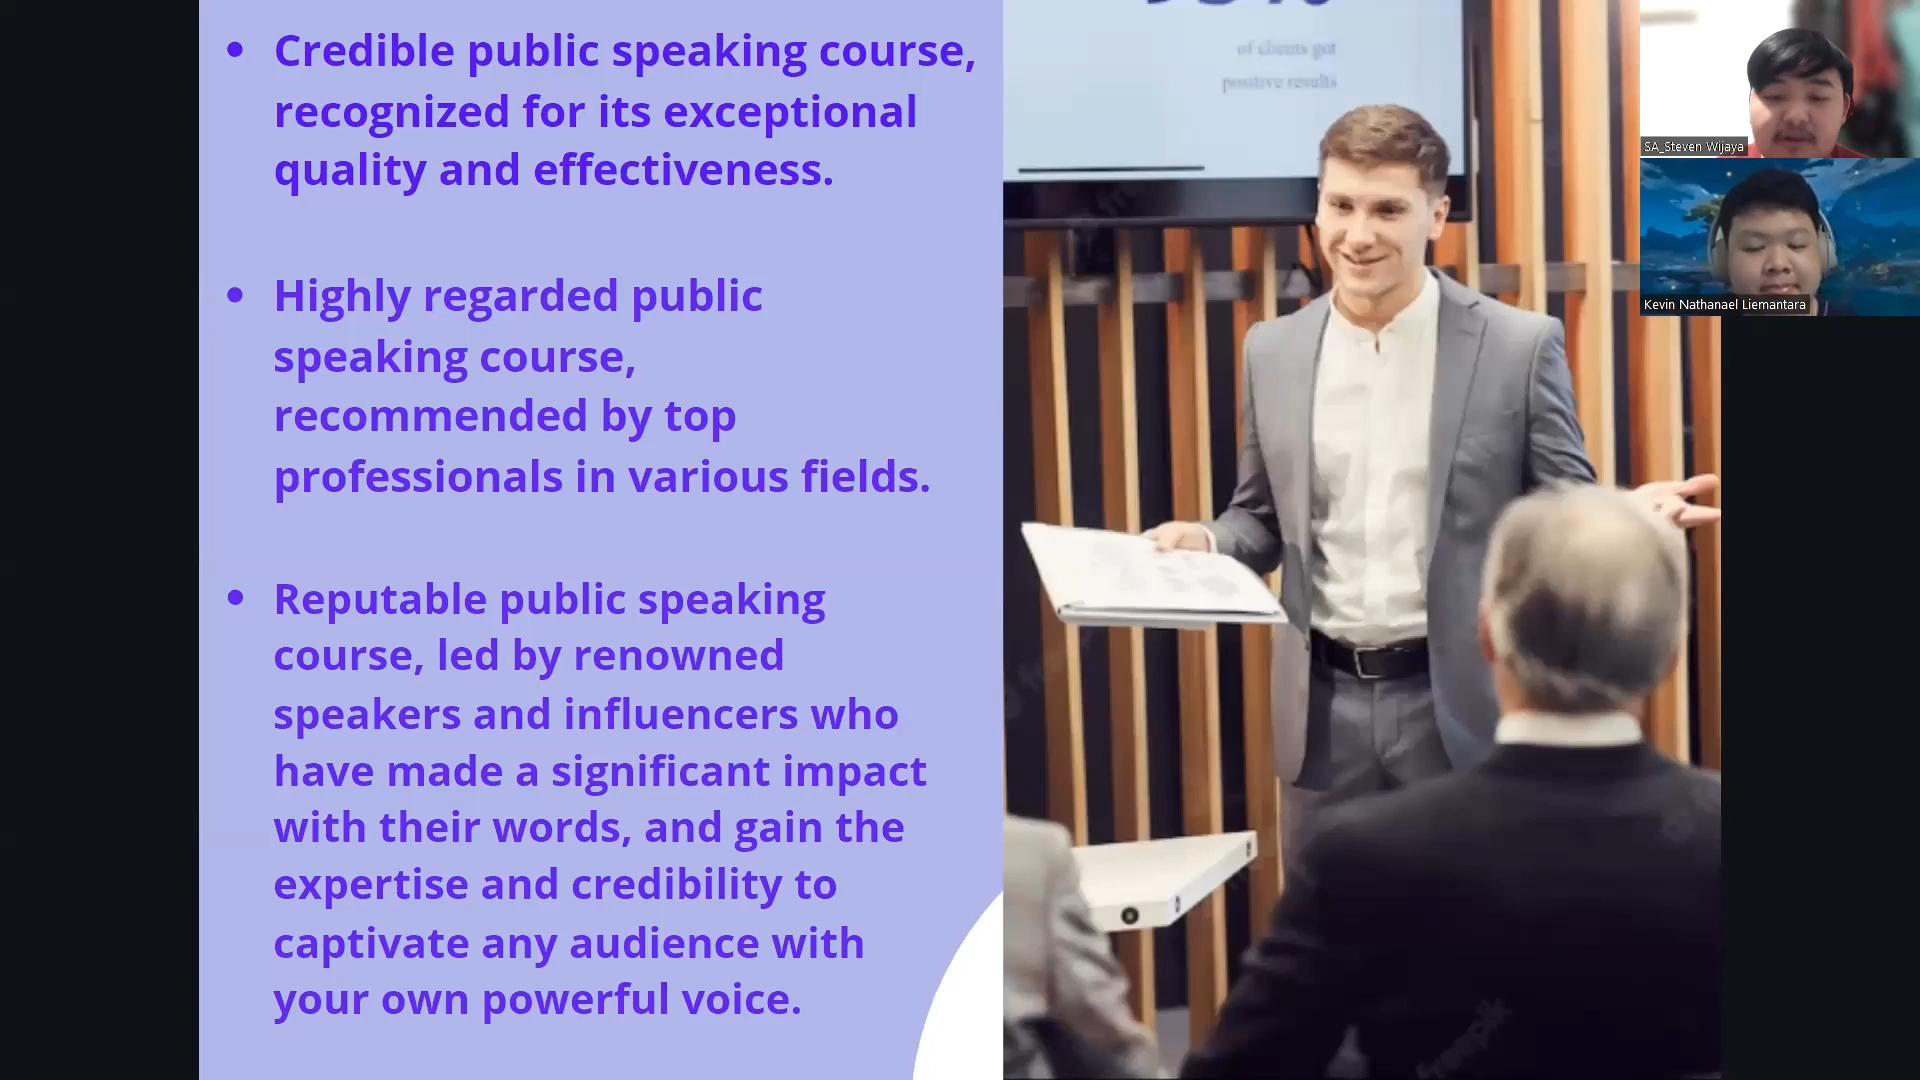 • Credible public speaking course,
recognized for its exceptional
quality and effectiveness.
• Highly regarded public
speaking course,
recommended by top
professionals in various fields.
• Reputable public speaking
course, led by renowned
speakers and influencers who
have made a significant impact
with their words, and gain the
expertise and credibility to
captivate any audience with
your own powerful voice.
of clients got
positive results
freepik
SA_Steven Wijaya
Kevin Nathanael Liemantara